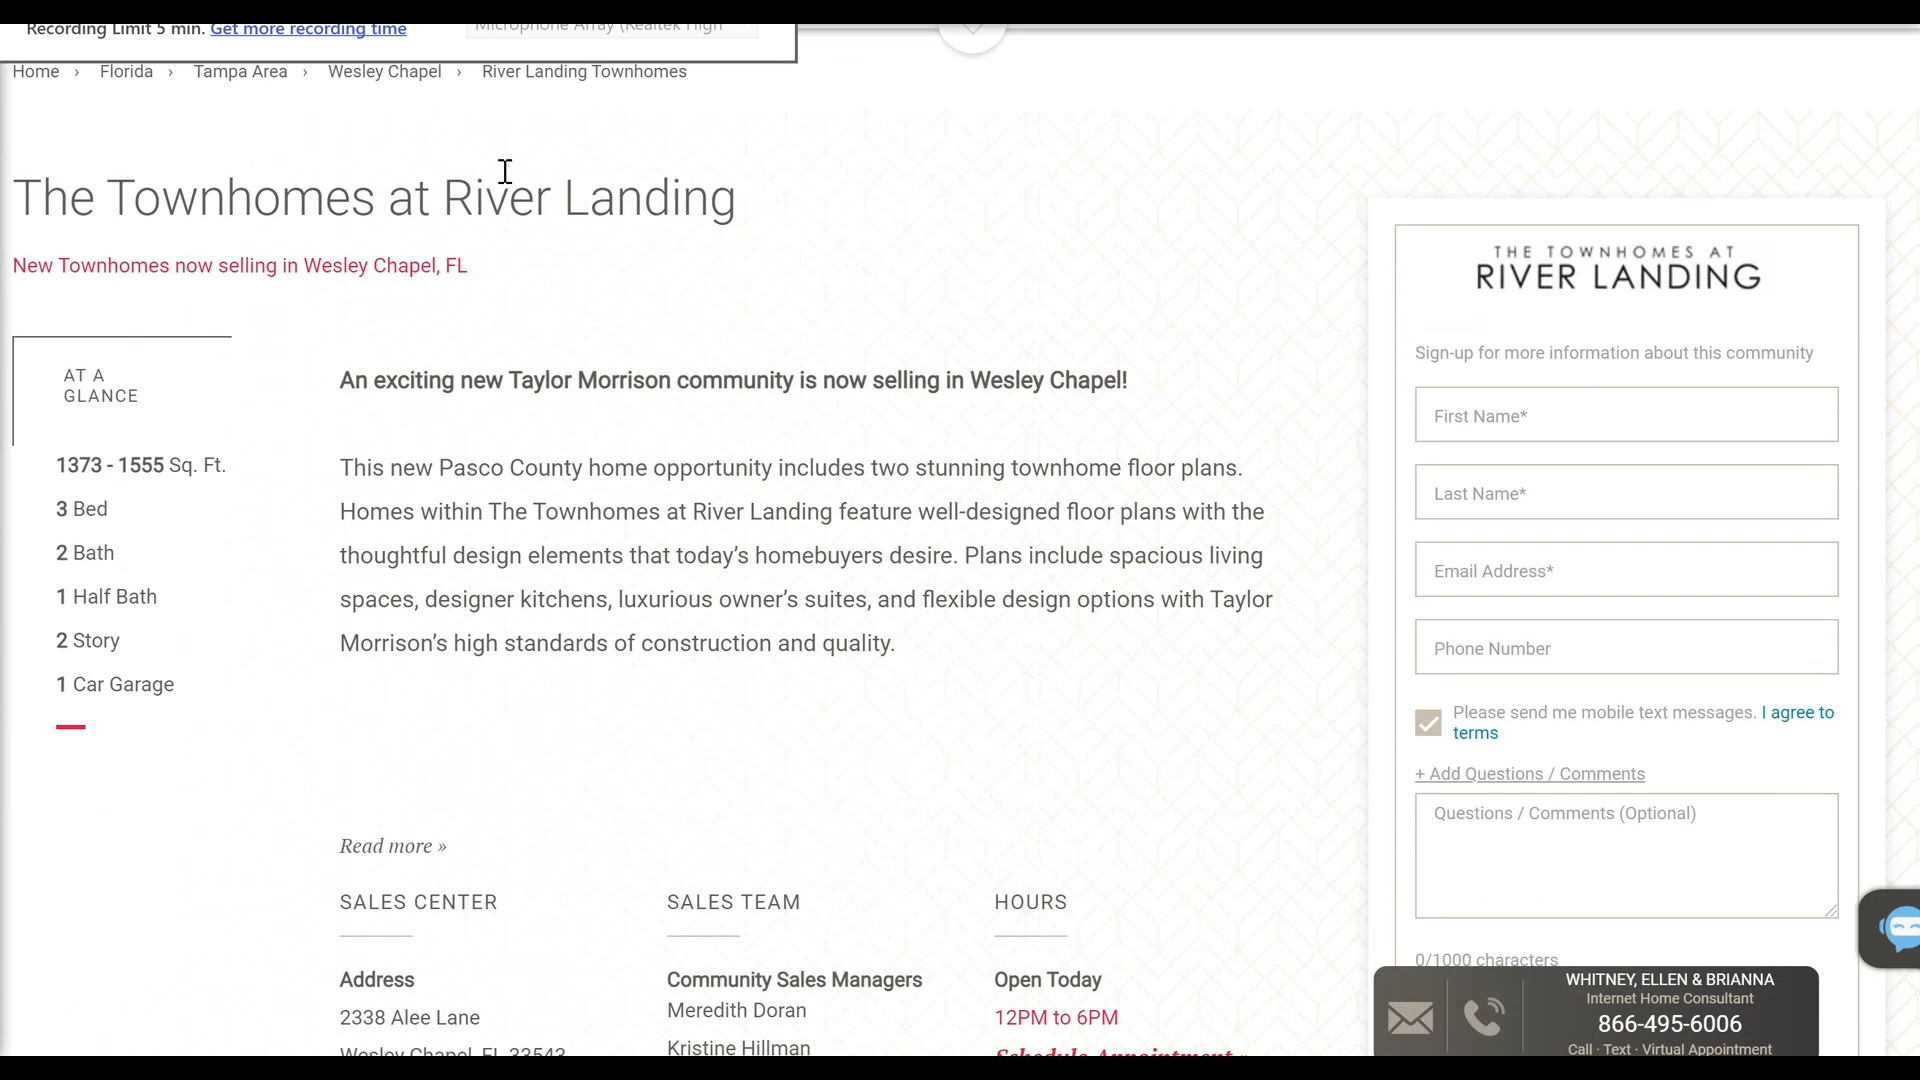 Recording Limit 5 min. Get more recording time
Microphone Array (Realtek High
Home › Florida › Tampa Area › Wesley Chapel › River Landing Townhomes
The Townhomes at River Landing
New Townhomes now selling in Wesley Chapel, FL
AT A
GLANCE
1373 - 1555 Sq. Ft.
3 Bed
2 Bath
1 Half Bath
2 Story
1 Car Garage
An exciting new Taylor Morrison community is now selling in Wesley Chapel!
This new Pasco County home opportunity includes two stunning townhome floor plans.
Homes within The Townhomes at River Landing feature well-designed floor plans with the
thoughtful design elements that today’s homebuyers desire. Plans include spacious living
spaces, designer kitchens, luxurious owner’s suites, and flexible design options with Taylor
Morrison’s high standards of construction and quality.
Read more »
SALES CENTER
Address
2338 Alee Lane
Wesley Chapel, FL 33543
SALES TEAM
Community Sales Managers
Meredith Doran
Kristine Hillman
HOURS
Open Today
12PM to 6PM
Schedule Appointment »
THE TOWNHOMES AT
RIVER LANDING
Sign-up for more information about this community
First Name*
Last Name*
Email Address*
Phone Number
Please send me mobile text messages. I agree to
terms
+ Add Questions / Comments
Questions / Comments (Optional)
0/1000 characters
WHITNEY, ELLEN & BRIANNA
Internet Home Consultant
866-495-6006
Call · Text · Virtual Appointment